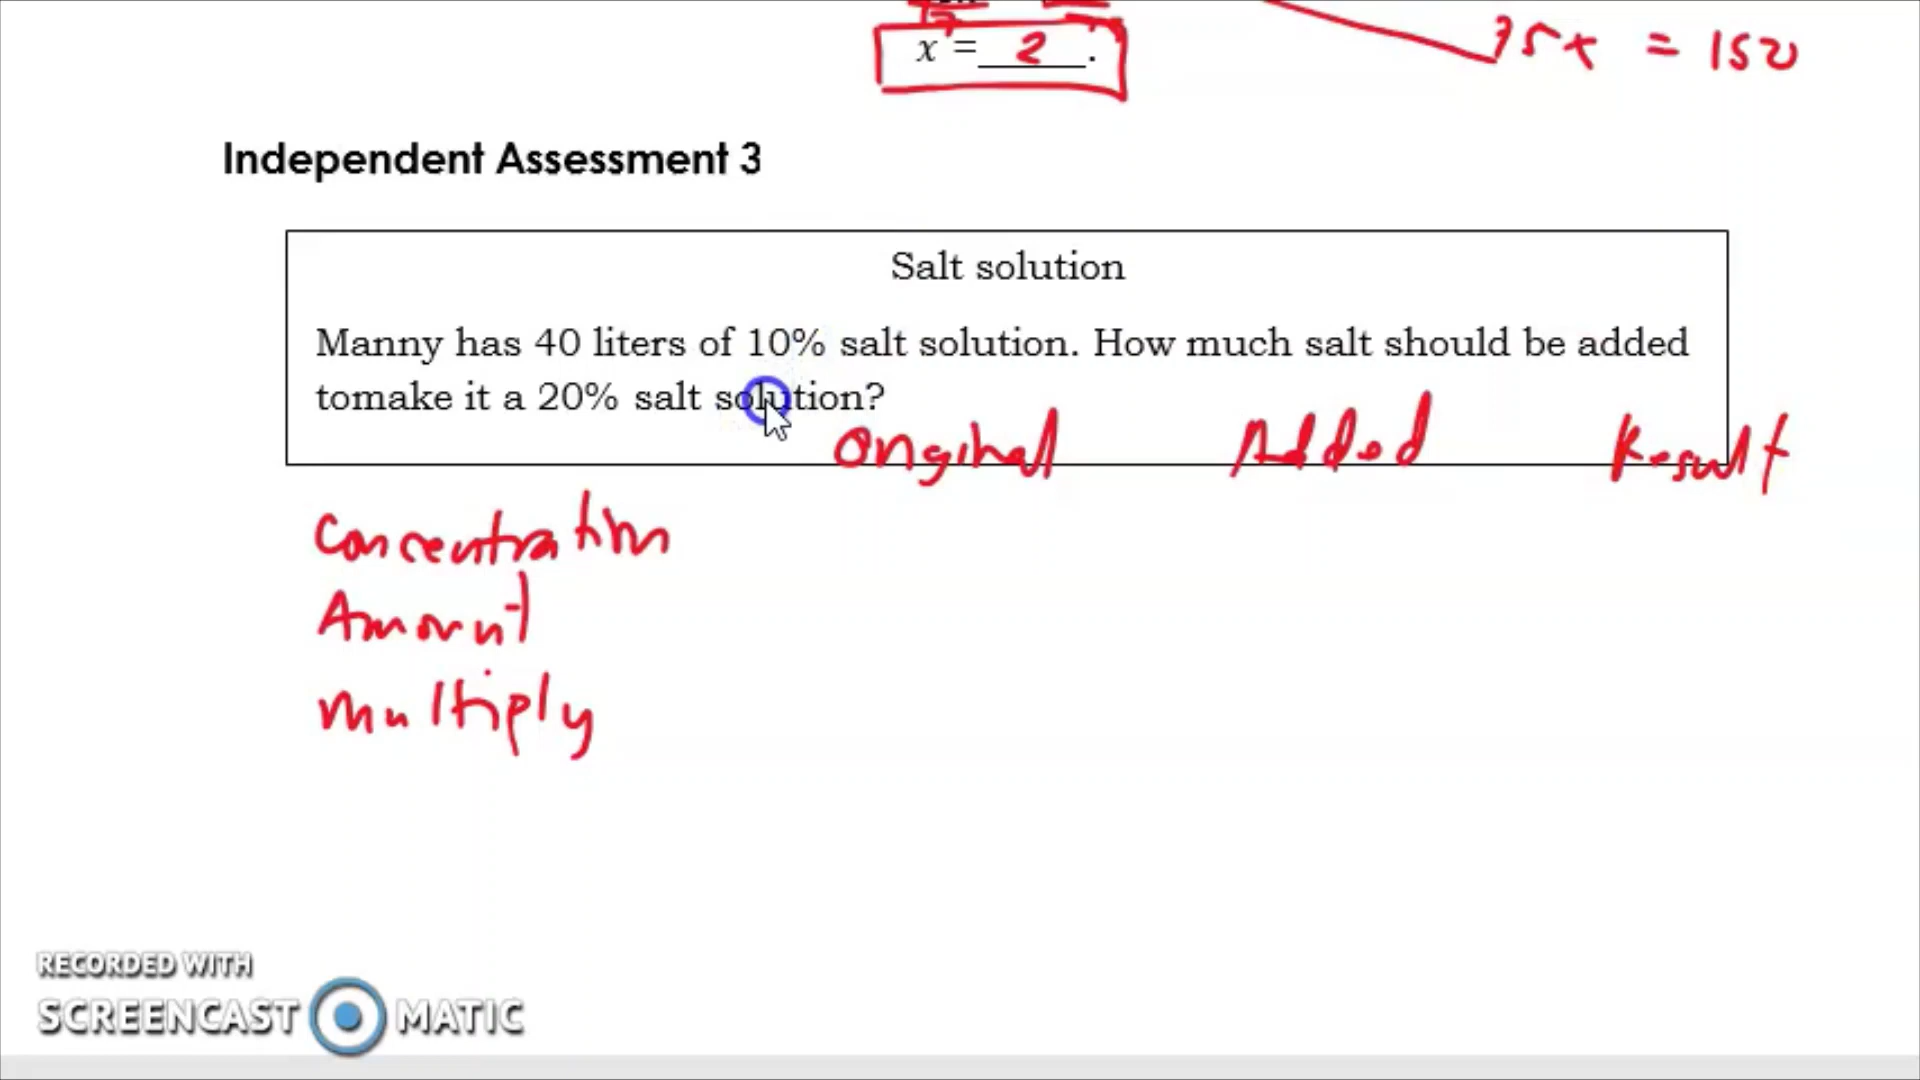 x = 2.
75x = 150
Independent Assessment 3
Salt solution
Manny has 40 liters of 10% salt solution. How much salt should be added
tomake it a 20% salt solution?
Original Added Result
Concentration
Amount
Multiply
RECORDED WITH
SCREENCAST MATIC